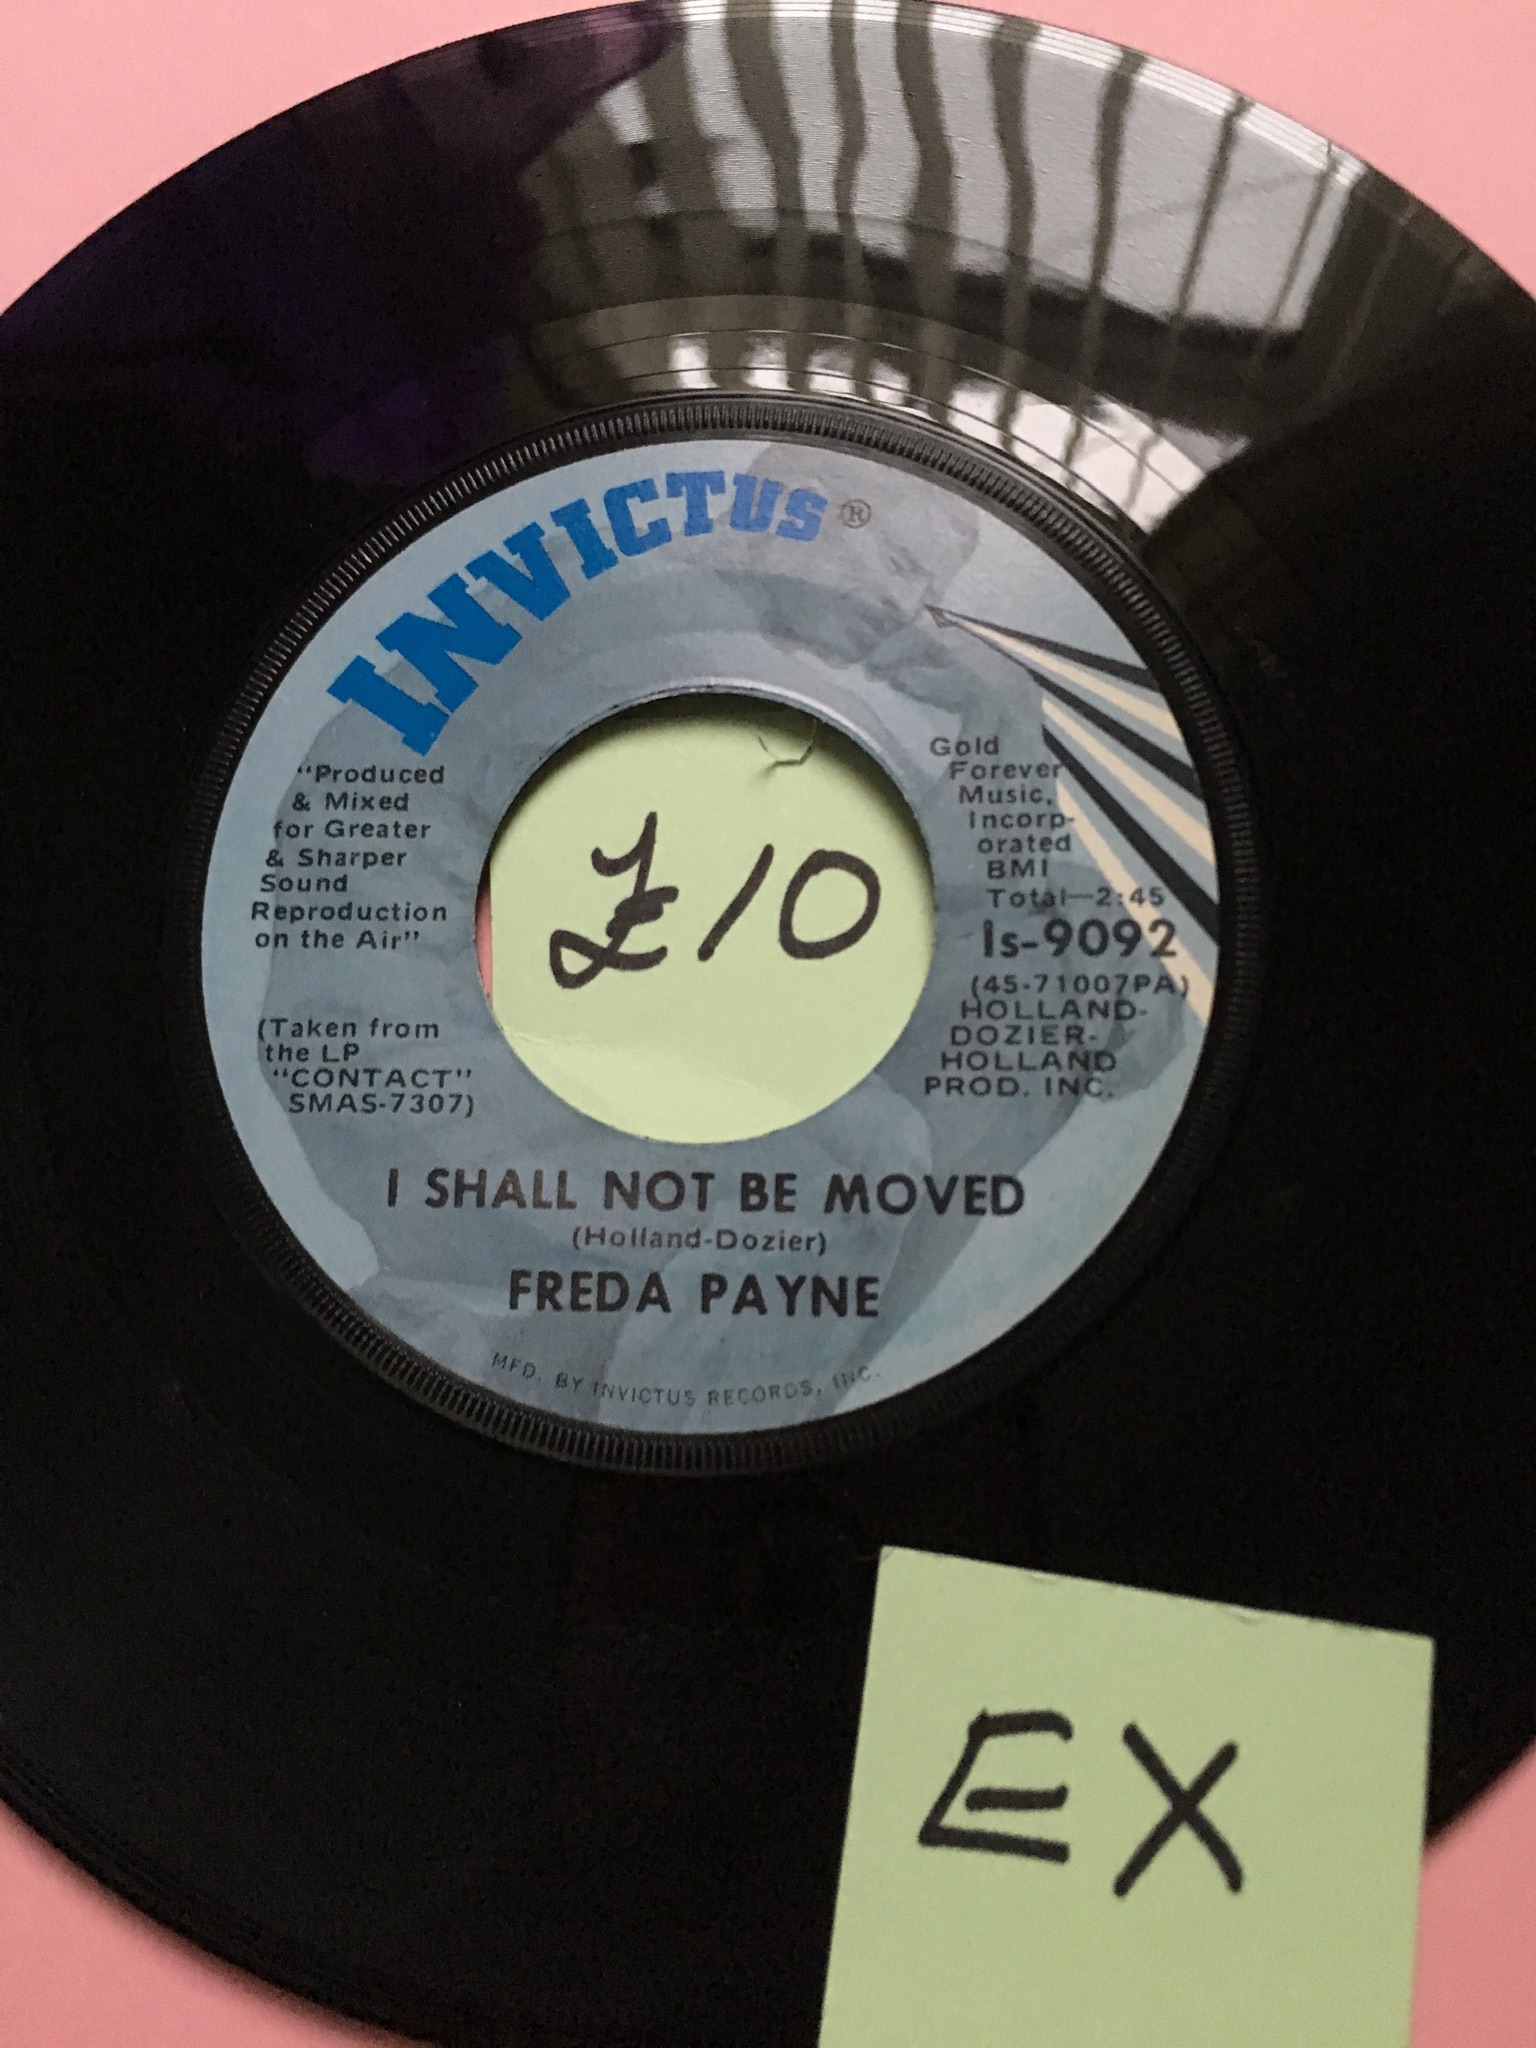 INVICTUS®
"Produced
& Mixed
for Greater
& Sharper
Sound
Reproduction
on the Air"
(Taken from
the LP
"CONTACT"
SMAS-7307)
£10
Gold
Forever
Music,
Incorp-
orated
BMI
Total—2:45
Is-9092
(45-71007PA)
HOLLAND-
DOZIER-
HOLLAND
PROD. INC.
I SHALL NOT BE MOVED
(Holland-Dozier)
FREDA PAYNE
MFD. BY INVICTUS RECORDS, INC.
EX